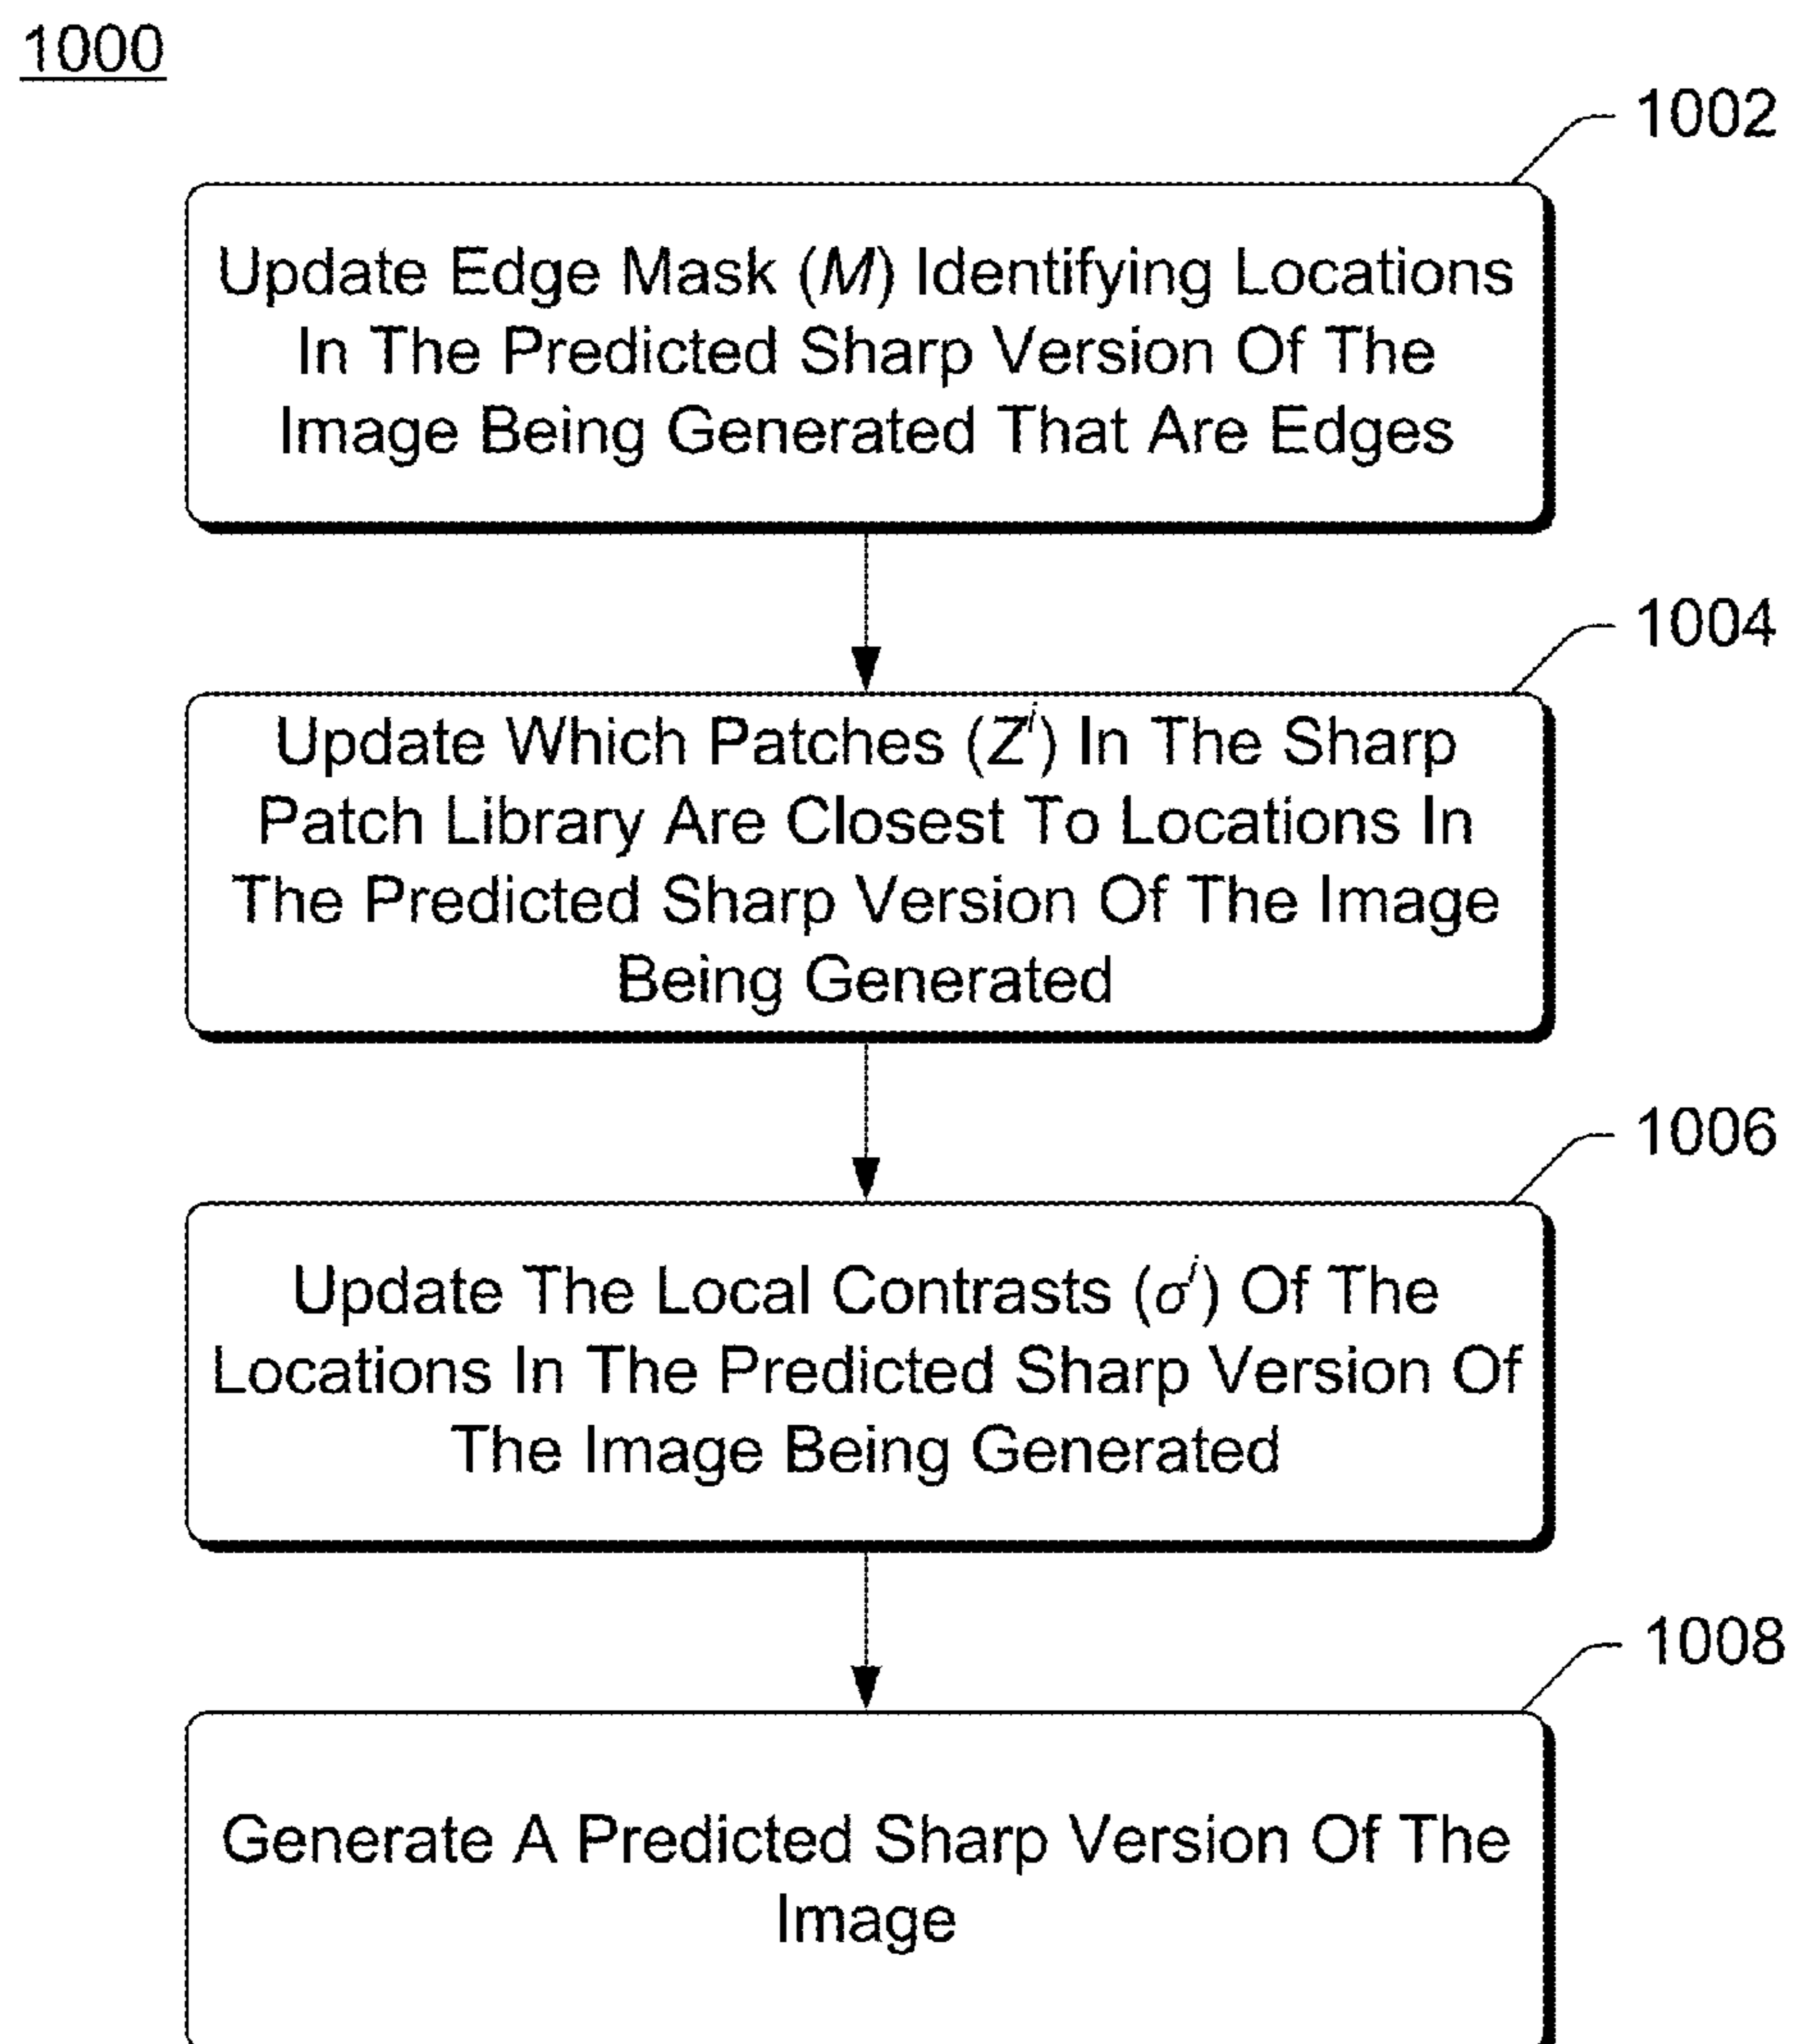 1000
1002
Update Edge Mask (M) Identifying Locations
In The Predicted Sharp Version Of The
Image Being Generated That Are Edges
1004
Update Which Patches (Zⁱ) In The Sharp
Patch Library Are Closest To Locations In
The Predicted Sharp Version Of The Image
Being Generated
1006
Update The Local Contrasts (σⁱ) Of The
Locations In The Predicted Sharp Version Of
The Image Being Generated
1008
Generate A Predicted Sharp Version Of The
Image